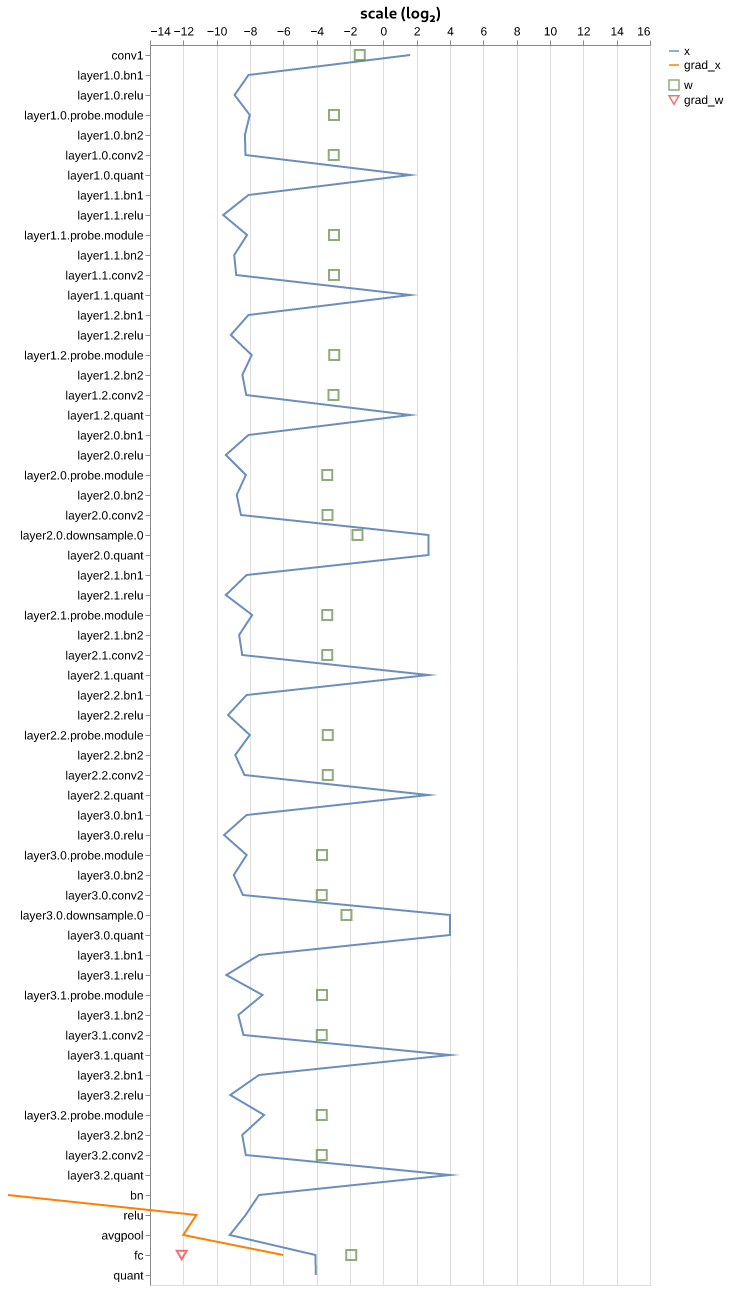 scale (log₂)
−14 −12 −10 −8 −6 −4 −2 0 2 4 6 8 10 12 14 16
x
grad_x
w
grad_w
conv1
layer1.0.bn1
layer1.0.relu
layer1.0.probe.module
layer1.0.bn2
layer1.0.conv2
layer1.0.quant
layer1.1.bn1
layer1.1.relu
layer1.1.probe.module
layer1.1.bn2
layer1.1.conv2
layer1.1.quant
layer1.2.bn1
layer1.2.relu
layer1.2.probe.module
layer1.2.bn2
layer1.2.conv2
layer1.2.quant
layer2.0.bn1
layer2.0.relu
layer2.0.probe.module
layer2.0.bn2
layer2.0.conv2
layer2.0.downsample.0
layer2.0.quant
layer2.1.bn1
layer2.1.relu
layer2.1.probe.module
layer2.1.bn2
layer2.1.conv2
layer2.1.quant
layer2.2.bn1
layer2.2.relu
layer2.2.probe.module
layer2.2.bn2
layer2.2.conv2
layer2.2.quant
layer3.0.bn1
layer3.0.relu
layer3.0.probe.module
layer3.0.bn2
layer3.0.conv2
layer3.0.downsample.0
layer3.0.quant
layer3.1.bn1
layer3.1.relu
layer3.1.probe.module
layer3.1.bn2
layer3.1.conv2
layer3.1.quant
layer3.2.bn1
layer3.2.relu
layer3.2.probe.module
layer3.2.bn2
layer3.2.conv2
layer3.2.quant
bn
relu
avgpool
fc
quant